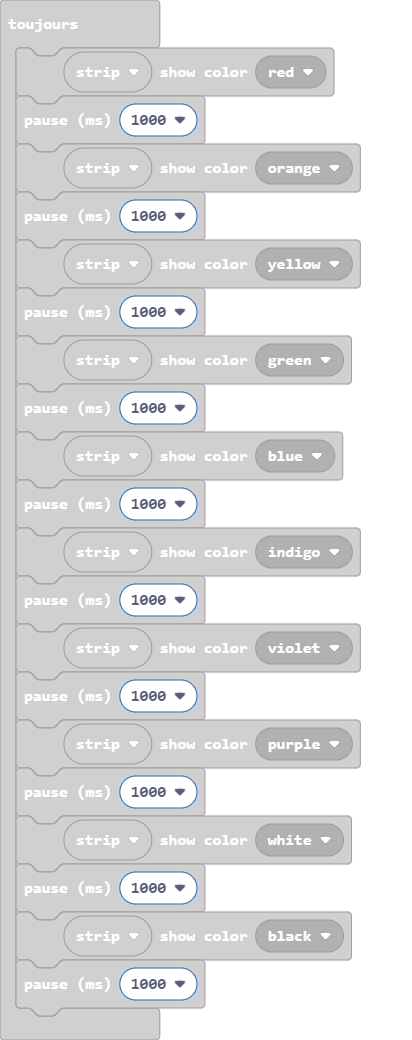 toujours
strip show color red
pause (ms) 1000
strip show color orange
pause (ms) 1000
strip show color yellow
pause (ms) 1000
strip show color green
pause (ms) 1000
strip show color blue
pause (ms) 1000
strip show color indigo
pause (ms) 1000
strip show color violet
pause (ms) 1000
strip show color purple
pause (ms) 1000
strip show color white
pause (ms) 1000
strip show color black
pause (ms) 1000